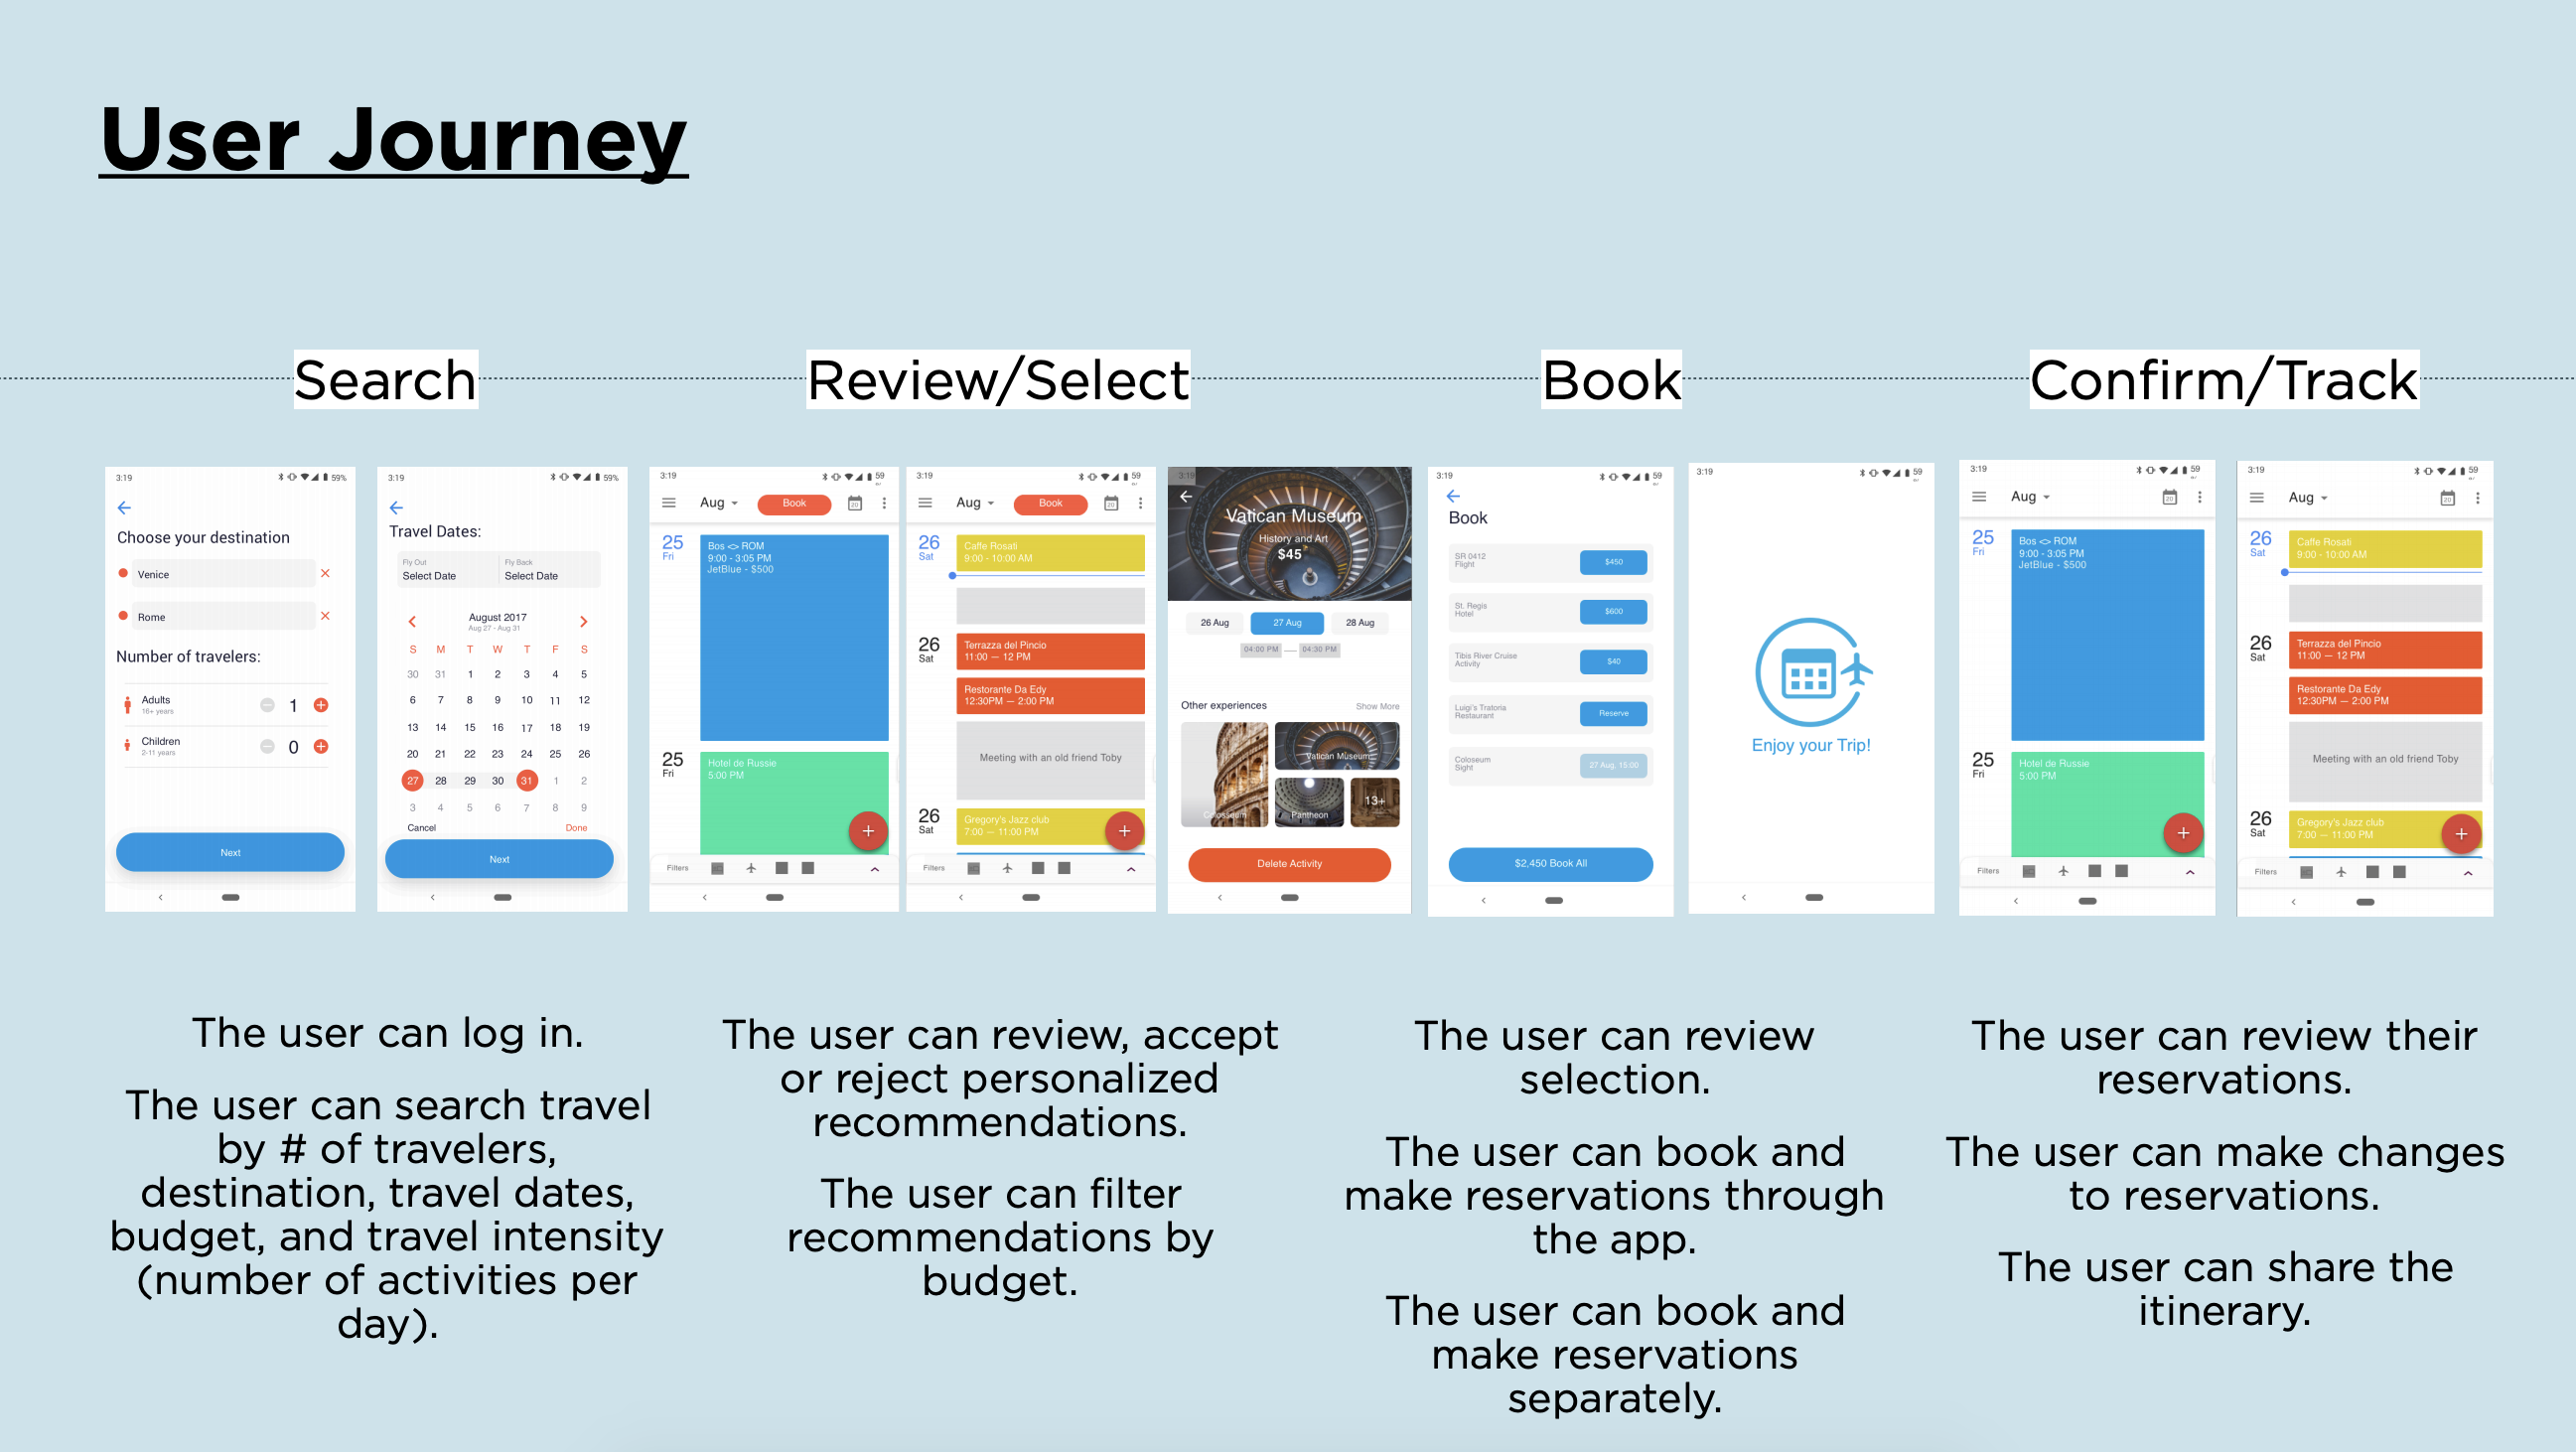 User Journey
Search
Review/Select
Book
Confirm/Track
3:19
59%
Choose your destination
Venice
Rome
Number of travelers:
Adults
16+ years
1
Children
2-11 years
0
Next
3:19
59%
Travel Dates:
Fly Out
Fly Back
Select Date
Select Date
August 2017
Aug 27 - Aug 31
S M T W T F S
30 31 1 2 3 4 5
6 7 8 9 10 11 12
13 14 15 16 17 18 19
20 21 22 23 24 25 26
27 28 29 30 31 1 2
3 4 5 6 7 8 9
Cancel
Done
Next
3:19
59
Aug
Book
25
Fri
Bos <> ROM
9:00 - 3:05 PM
JetBlue - $500
25
Fri
Hotel de Russie
5:00 PM
Filters
3:19
59
Aug
Book
26
Sat
Caffe Rosati
9:00 - 10:00 AM
26
Sat
Terrazza del Pincio
11:00 — 12 PM
Restorante Da Edy
12:30PM — 2:00 PM
Meeting with an old friend Toby
26
Sat
Gregory's Jazz club
7:00 — 11:00 PM
Filters
3:19
Vatican Museum
History and Art
$45
26 Aug
27 Aug
28 Aug
04:00 PM — 04:30 PM
Other experiences
Show More
Colosseum
Vatican Museum
Pantheon
13+
Delete Activity
3:19
59
Book
SR 0412
Flight
$450
St. Regis
Hotel
$600
Tibis River Cruise
Activity
$40
Luigi's Tratoria
Restaurant
Reserve
Coloseum
Sight
27 Aug, 15:00
$2,450 Book All
3:19
59
Enjoy your Trip!
3:19
59
Aug
25
Fri
Bos <> ROM
9:00 - 3:05 PM
JetBlue - $500
25
Fri
Hotel de Russie
5:00 PM
Filters
3:19
59
Aug
26
Sat
Caffe Rosati
9:00 - 10:00 AM
26
Sat
Terrazza del Pincio
11:00 — 12 PM
Restorante Da Edy
12:30PM — 2:00 PM
Meeting with an old friend Toby
26
Sat
Gregory's Jazz club
7:00 — 11:00 PM
Filters
The user can log in.
The user can search travel
by # of travelers,
destination, travel dates,
budget, and travel intensity
(number of activities per
day).
The user can review, accept
or reject personalized
recommendations.
The user can filter
recommendations by
budget.
The user can review
selection.
The user can book and
make reservations through
the app.
The user can book and
make reservations
separately.
The user can review their
reservations.
The user can make changes
to reservations.
The user can share the
itinerary.